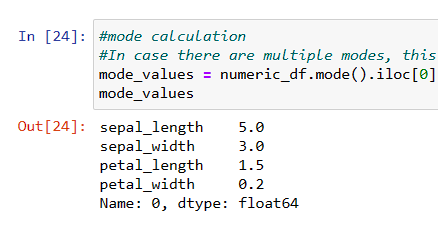 In [24]: #mode calculation
#In case there are multiple modes, this
mode_values = numeric_df.mode().iloc[0]
mode_values
Out[24]: sepal_length 5.0
sepal_width 3.0
petal_length 1.5
petal_width 0.2
Name: 0, dtype: float64